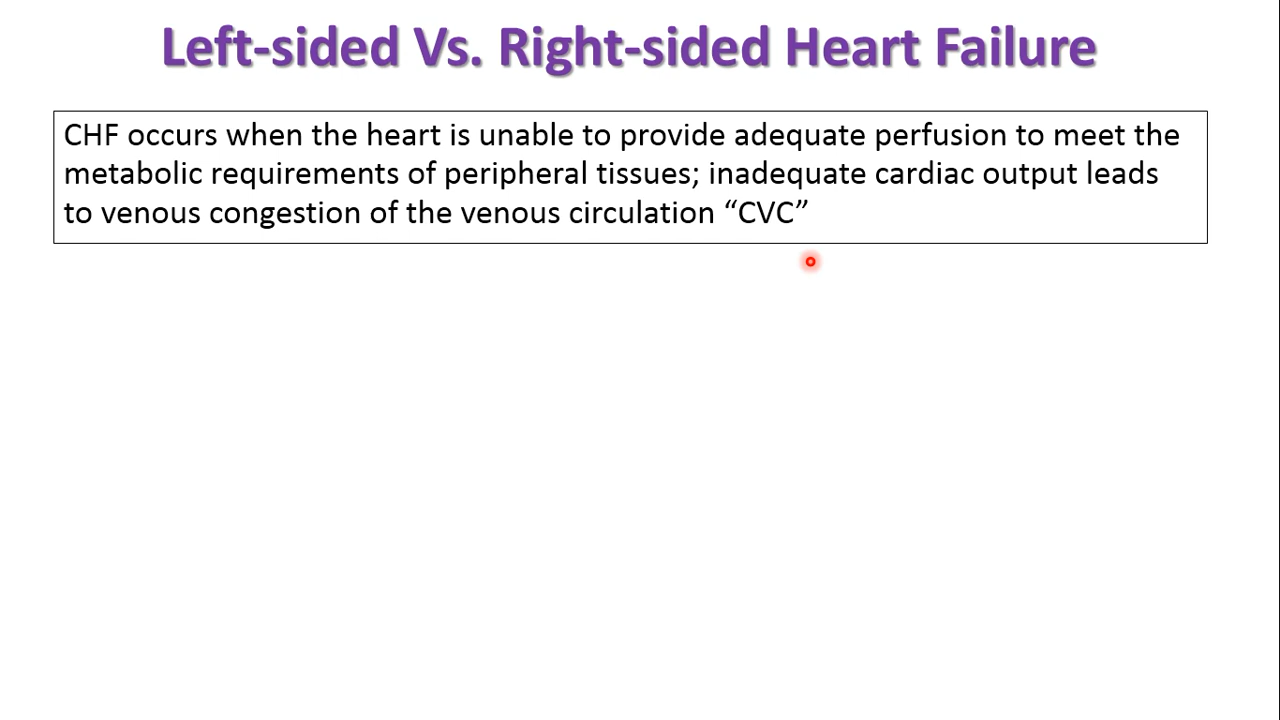 Left-sided Vs. Right-sided Heart Failure
CHF occurs when the heart is unable to provide adequate perfusion to meet the
metabolic requirements of peripheral tissues; inadequate cardiac output leads
to venous congestion of the venous circulation “CVC”